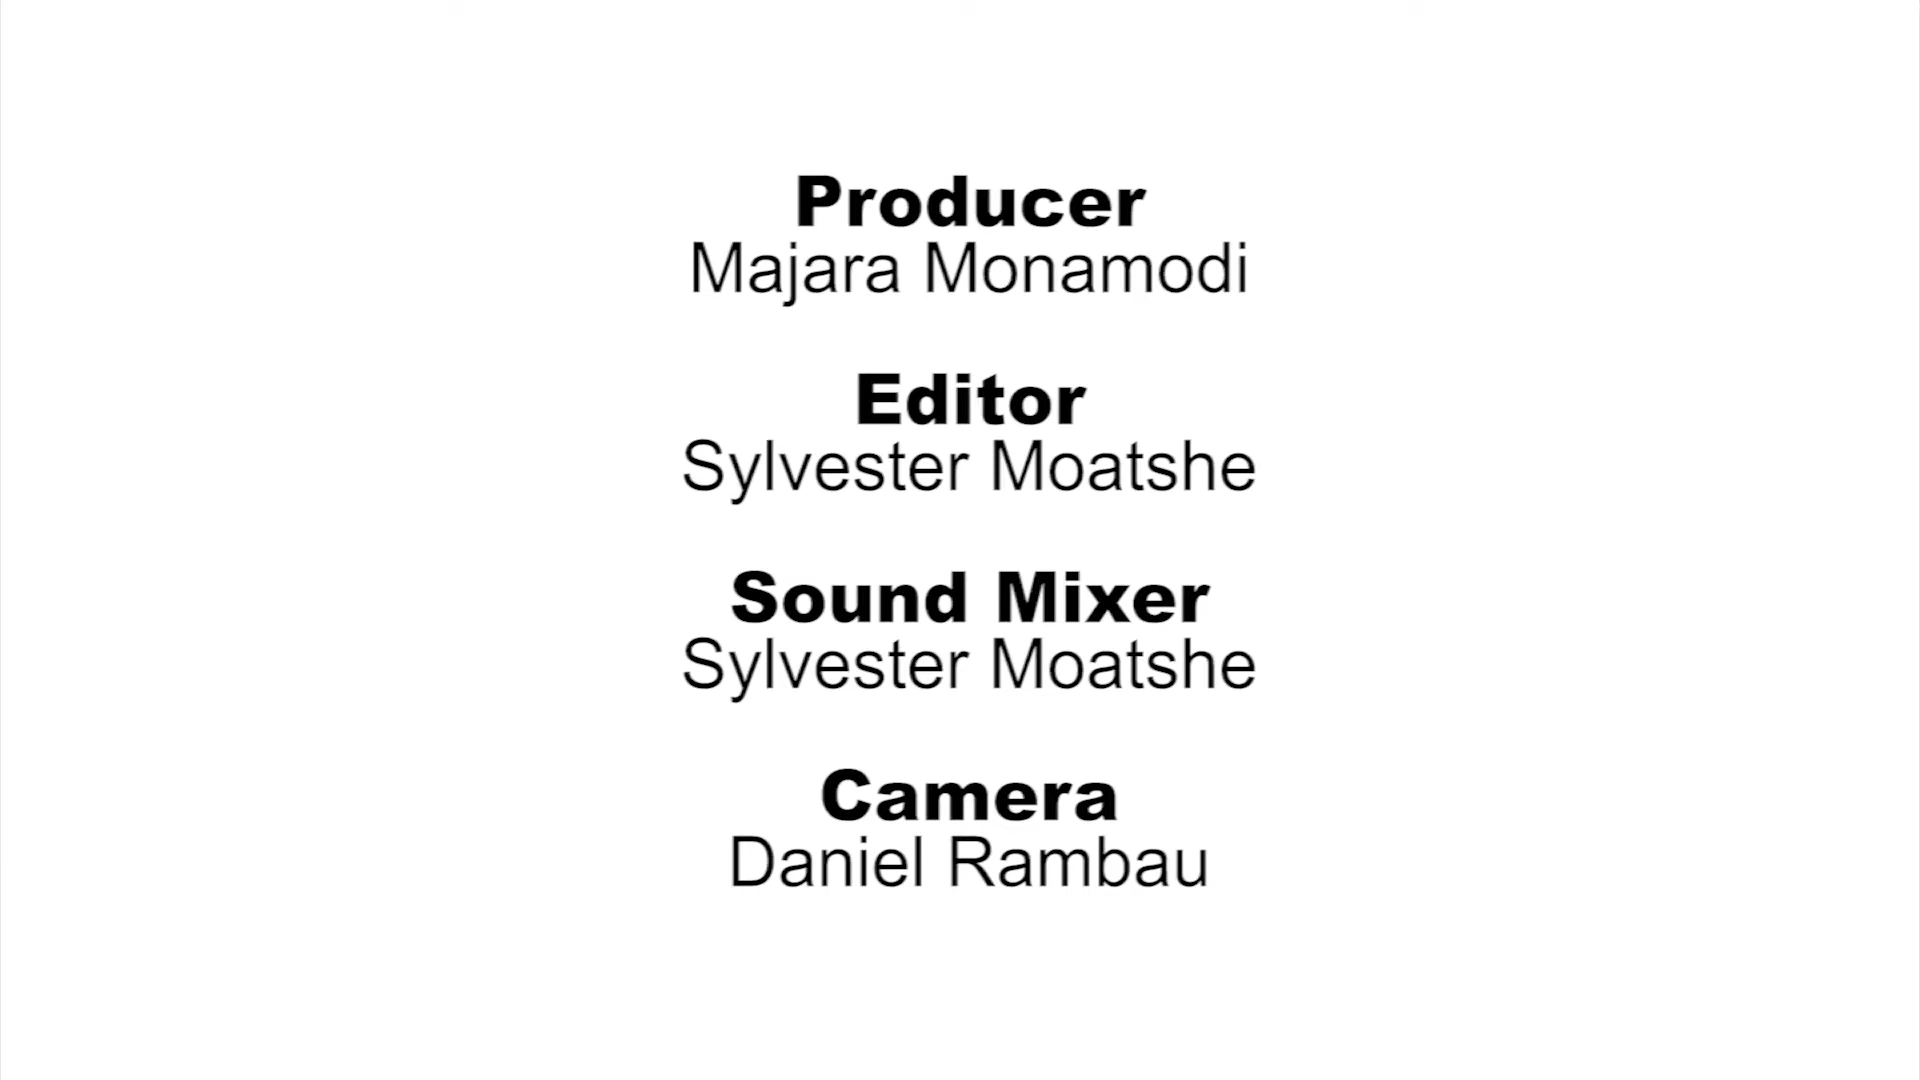 Producer
Majara Monamodi
Editor
Sylvester Moatshe
Sound Mixer
Sylvester Moatshe
Camera
Daniel Rambau